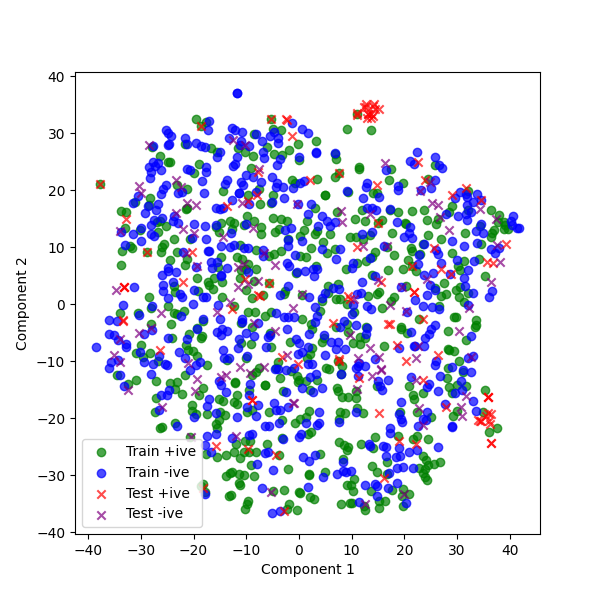 40
30
20
10
0
−10
−20
−30
−40
Component 2
Train +ive
Train -ive
Test +ive
Test -ive
−40 −30 −20 −10 0 10 20 30 40
Component 1